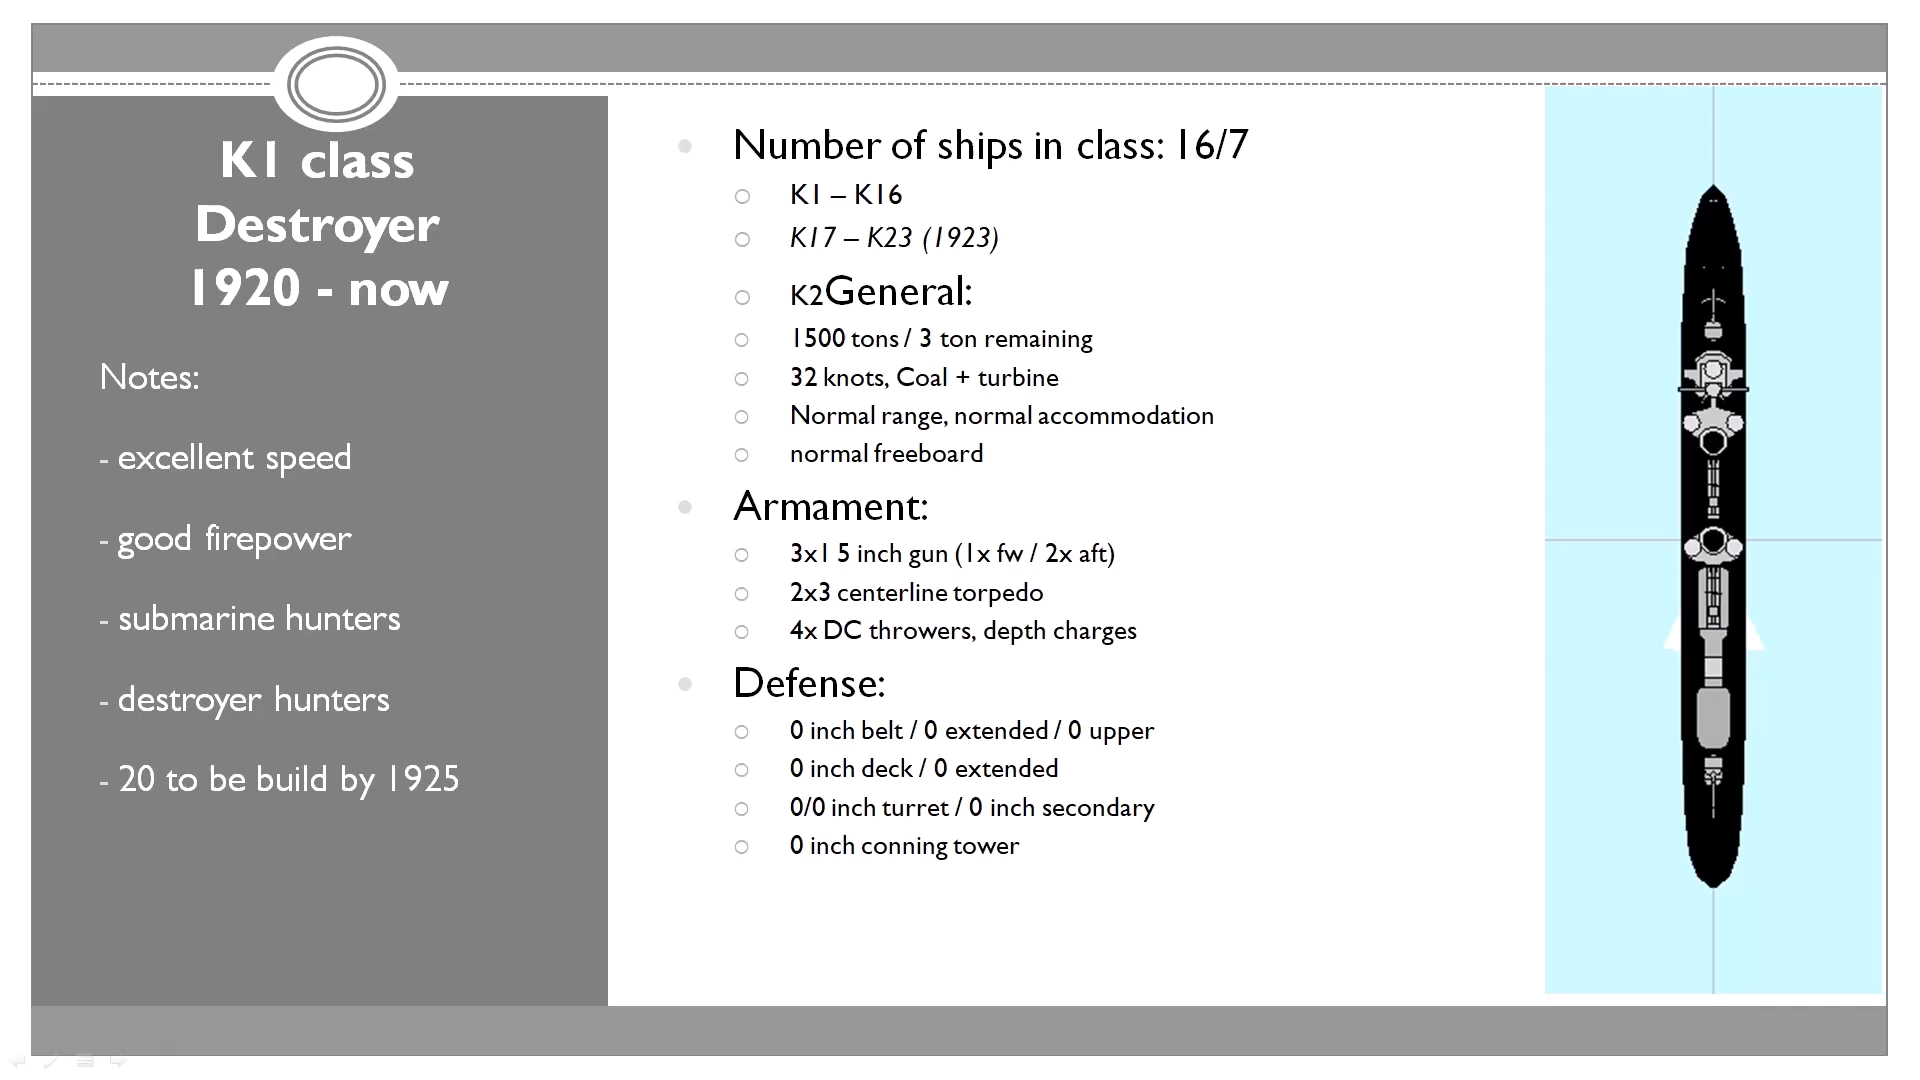 K1 class
Destroyer
1920 - now
Notes:
- excellent speed
- good firepower
- submarine hunters
- destroyer hunters
- 20 to be build by 1925
Number of ships in class: 16/7
K1 – K16
K17 – K23 (1923)
K2General:
1500 tons / 3 ton remaining
32 knots, Coal + turbine
Normal range, normal accommodation
normal freeboard
Armament:
3x1 5 inch gun (1x fw / 2x aft)
2x3 centerline torpedo
4x DC throwers, depth charges
Defense:
0 inch belt / 0 extended / 0 upper
0 inch deck / 0 extended
0/0 inch turret / 0 inch secondary
0 inch conning tower